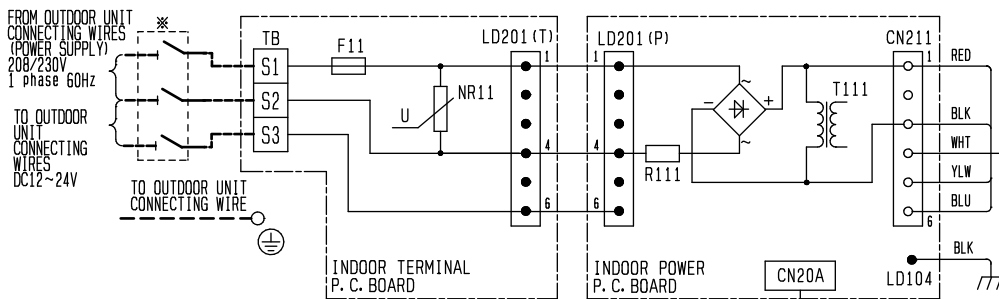 FROM OUTDOOR UNIT
CONNECTING WIRES
(POWER SUPPLY)
208/230V
1 phase 60Hz
TO OUTDOOR
UNIT
CONNECTING
WIRES
DC12~24V
※
TB
S1
S2
S3
TO OUTDOOR UNIT
CONNECTING WIRE
F11
NR11
U
LD201(T)
1
4
6
INDOOR TERMINAL
P.C.BOARD
LD201(P)
1
4
6
R111
~
−
+
~
T111
INDOOR POWER
P.C.BOARD
CN20A
CN211
1
6
LD104
RED
BLK
WHT
YLW
BLU
BLK